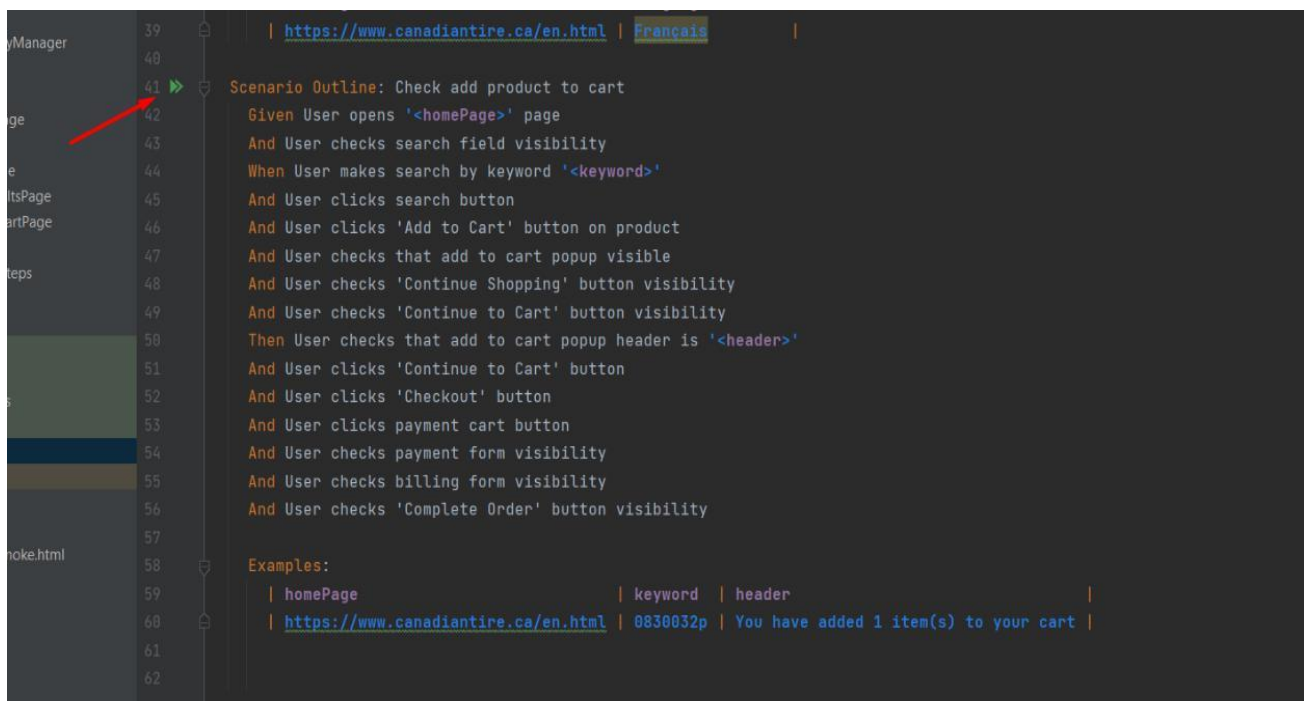 39 | https://www.canadiantire.ca/en.html | Français |
yManager
40
41 Scenario Outline: Check add product to cart
42 Given User opens '<homePage>' page
ge
43 And User checks search field visibility
e
44 When User makes search by keyword '<keyword>'
ltsPage
45 And User clicks search button
artPage
46 And User clicks 'Add to Cart' button on product
47 And User checks that add to cart popup visible
teps
48 And User checks 'Continue Shopping' button visibility
49 And User checks 'Continue to Cart' button visibility
50 Then User checks that add to cart popup header is '<header>'
51 And User clicks 'Continue to Cart' button
52 And User clicks 'Checkout' button
s
53 And User clicks payment cart button
54 And User checks payment form visibility
55 And User checks billing form visibility
56 And User checks 'Complete Order' button visibility
57
noke.html
58 Examples:
59 | homePage | keyword | header |
60 | https://www.canadiantire.ca/en.html | 0830032p | You have added 1 item(s) to your cart |
61
62